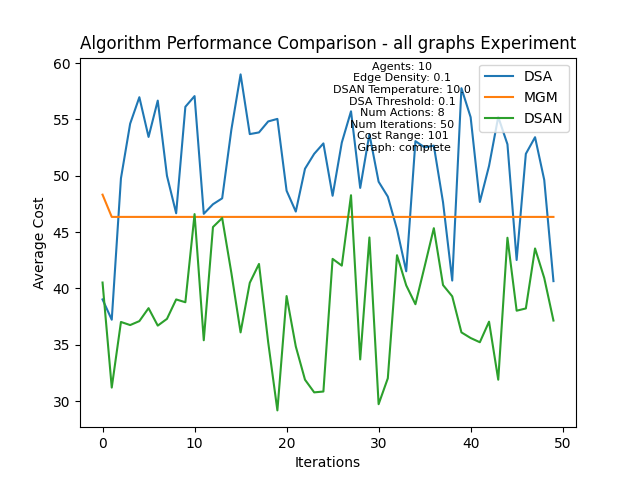 Algorithm Performance Comparison - all graphs Experiment
Agents: 10
Edge Density: 0.1
DSAN Temperature: 10.0
DSA Threshold: 0.1
Num Actions: 8
Num Iterations: 50
Cost Range: 101
Graph: complete
DSA
MGM
DSAN
Average Cost
60
55
50
45
40
35
30
0
10
20
30
40
50
Iterations